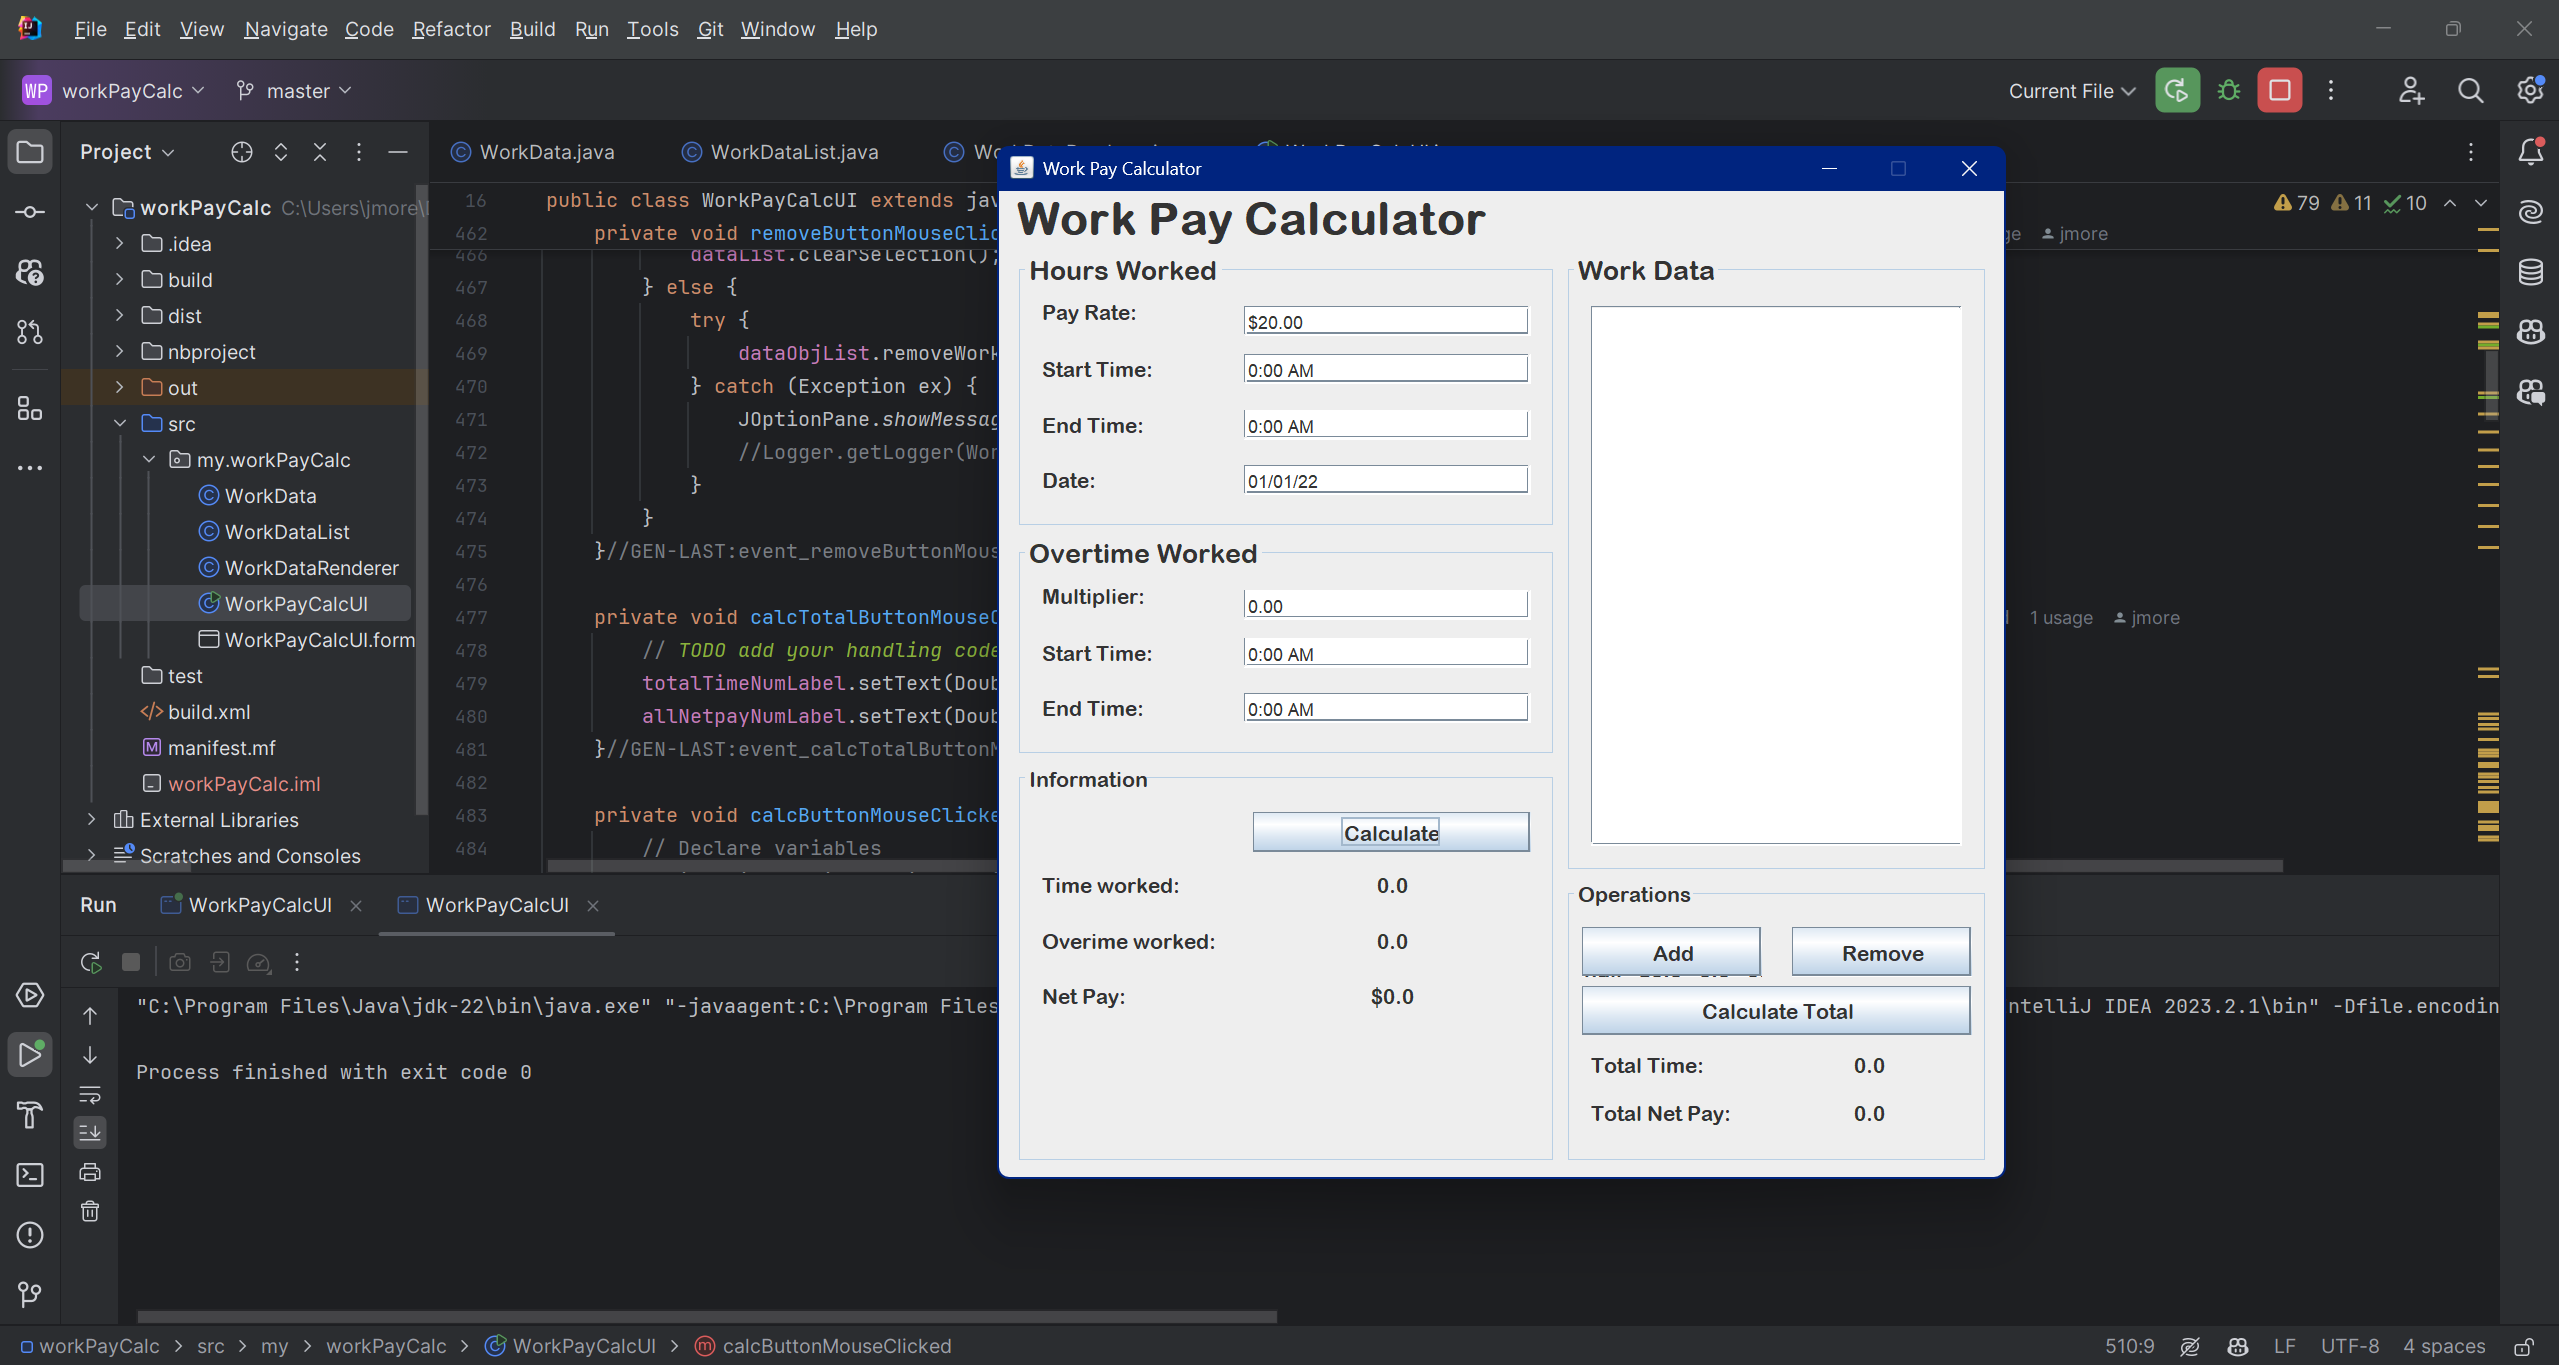 File Edit View Navigate Code Refactor Build Run Tools Git Window Help
WP workPayCalc master Current File
Project
workPayCalc C:\Users\jmore\
.idea
build
dist
nbproject
out
src
my.workPayCalc
WorkData
WorkDataList
WorkDataRenderer
WorkPayCalcUI
WorkPayCalcUI.form
test
build.xml
manifest.mf
workPayCalc.iml
External Libraries
Scratches and Consoles
WorkData.java WorkDataList.java
79 11 10
16 public class WorkPayCalcUI extends
462 private void removeButtonMouseClic
jmore
466 dataList.clearSelection();
467 } else {
468 try {
469 dataObjList.removeWork
470 } catch (Exception ex) {
471 JOptionPane.showMessag
472 //Logger.getLogger(Wor
473 }
474 }
475 }//GEN-LAST:event_removeButtonMous
476
477 private void calcTotalButtonMouseC
1 usage jmore
478 // TODO add your handling code
479 totalTimeNumLabel.setText(Doub
480 allNetpayNumLabel.setText(Doub
481 }//GEN-LAST:event_calcTotalButtonM
482
483 private void calcButtonMouseClicke
484 // Declare variables
Work Pay Calculator
Work Pay Calculator
Hours Worked
Pay Rate: $20.00
Start Time: 0:00 AM
End Time: 0:00 AM
Date: 01/01/22
Overtime Worked
Multiplier: 0.00
Start Time: 0:00 AM
End Time: 0:00 AM
Information
Calculate
Time worked: 0.0
Overime worked: 0.0
Net Pay: $0.0
Work Data
Operations
Add Remove
Calculate Total
Total Time: 0.0
Total Net Pay: 0.0
Run WorkPayCalcUI WorkPayCalcUI
"C:\Program Files\Java\jdk-22\bin\java.exe" "-javaagent:C:\Program Files
ntelliJ IDEA 2023.2.1\bin" -Dfile.encodin
Process finished with exit code 0
workPayCalc > src > my > workPayCalc > WorkPayCalcUI > calcButtonMouseClicked
510:9 LF UTF-8 4 spaces